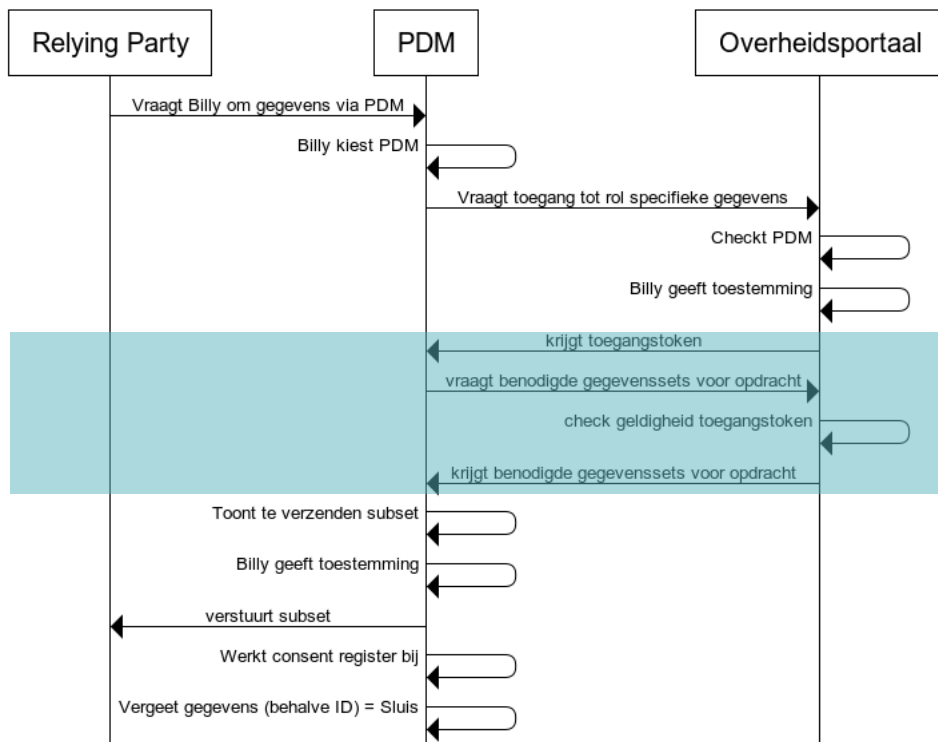 Relying Party
PDM
Overheidsportaal
Vraagt Billy om gegevens via PDM
Billy kiest PDM
Vraagt toegang tot rol specifieke gegevens
Checkt PDM
Billy geeft toestemming
krijgt toegangstoken
vraagt benodigde gegevenssets voor opdracht
check geldigheid toegangstoken
krijgt benodigde gegevenssets voor opdracht
Toont te verzenden subset
Billy geeft toestemming
verstuurt subset
Werkt consent register bij
Vergeet gegevens (behalve ID) = Sluis